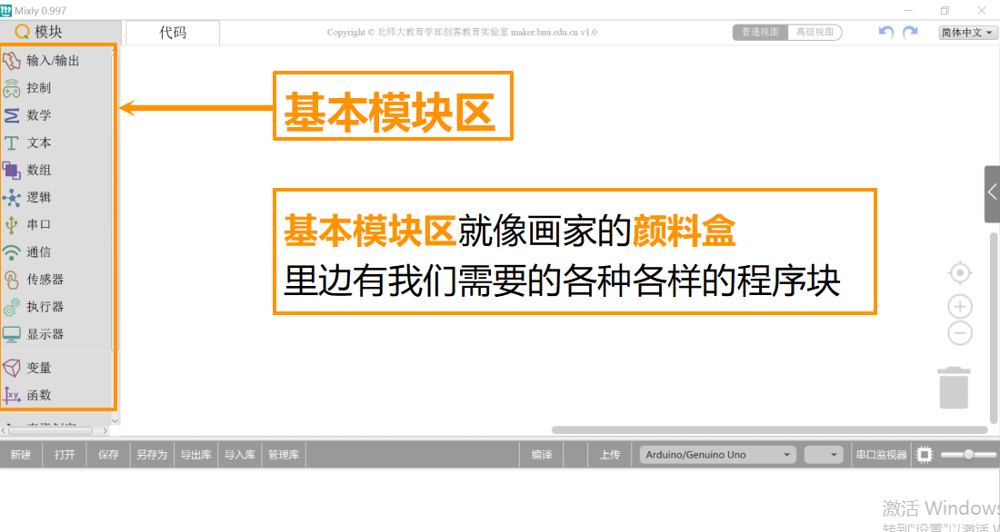 Mixly 0.997
模块
代码
Copyright © 北师大教育学部创客教育实验室 maker.bnu.edu.cn v1.0
普通视图
高级视图
简体中文
输入/输出
控制
数学
文本
数组
逻辑
串口
通信
传感器
执行器
显示器
变量
函数
基本模块区
基本模块区就像画家的颜料盒
里边有我们需要的各种各样的程序块
新建
打开
保存
另存为
导出库
导入库
管理库
编译
上传
Arduino/Genuino Uno
串口监视器
激活 Windows
转到"设置"以激活 W